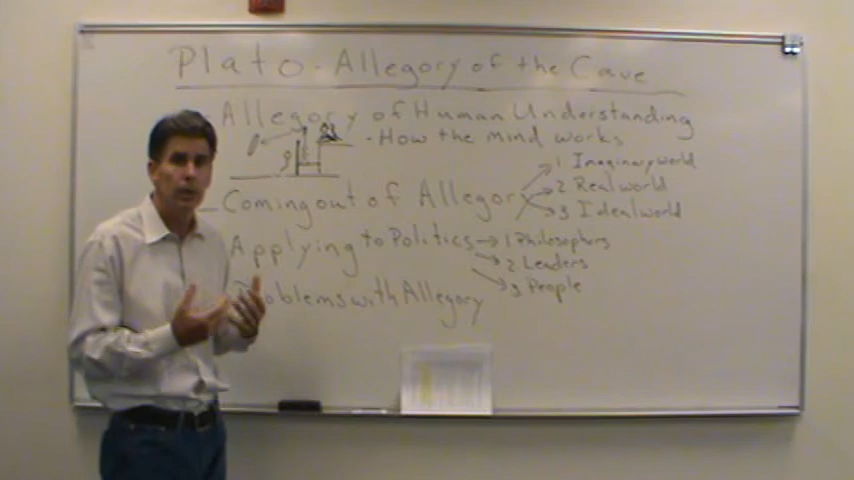 Plato - Allegory of the Cave
Allegory of Human Understanding
- How the mind works
1 Imaginary world
2 Real world
3 Ideal world
Coming out of Allegory
Applying to Politics
1 Philosophers
2 Leaders
3 People
Problems with Allegory